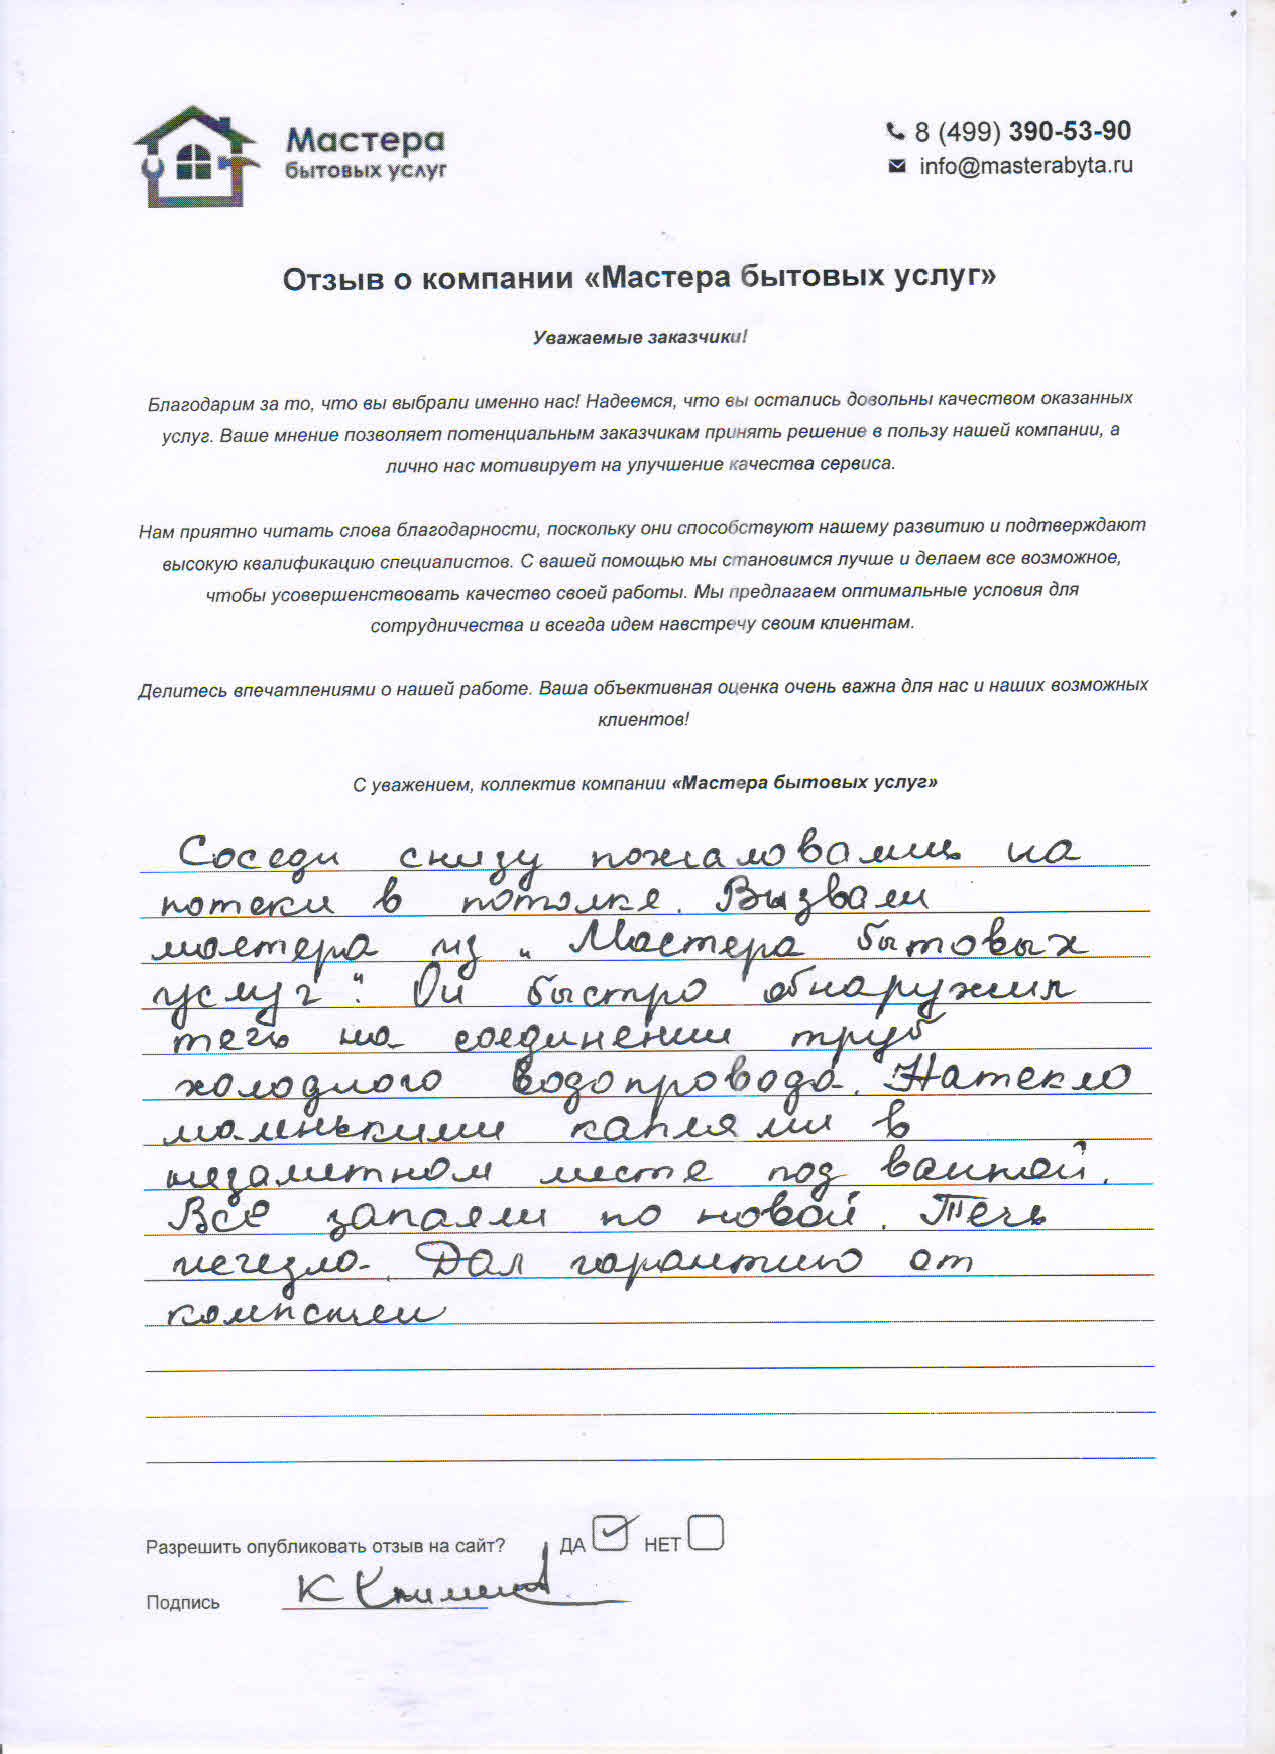 Мастера
бытовых услуг
8 (499) 390-53-90
info@masterabyta.ru
Отзыв о компании «Мастера бытовых услуг»
Уважаемые заказчики!
Благодарим за то, что вы выбрали именно нас! Надеемся, что вы остались довольны качеством оказанных
услуг. Ваше мнение позволяет потенциальным заказчикам принять решение в пользу нашей компании, а
лично нас мотивирует на улучшение качества сервиса.
Нам приятно читать слова благодарности, поскольку они способствуют нашему развитию и подтверждают
высокую квалификацию специалистов. С вашей помощью мы становимся лучше и делаем все возможное,
чтобы усовершенствовать качество своей работы. Мы предлагаем оптимальные условия для
сотрудничества и всегда идем навстречу своим клиентам.
Делитесь впечатлениями о нашей работе. Ваша объективная оценка очень важна для нас и наших возможных
клиентов!
С уважением, коллектив компании «Мастера бытовых услуг»
Соседи снизу пожаловались на
потеки в потолке. Вызвали
мастера из „Мастера бытовых
услуг". Он быстро обнаружил
течь на соединении труб
холодного водопровода. Натекло
маленькими каплями в
незаметном месте под ванной.
Всё запаяли по новой. Течь
исчезла. Дал гарантию от
компании
Разрешить опубликовать отзыв на сайт? ДА НЕТ
Подпись